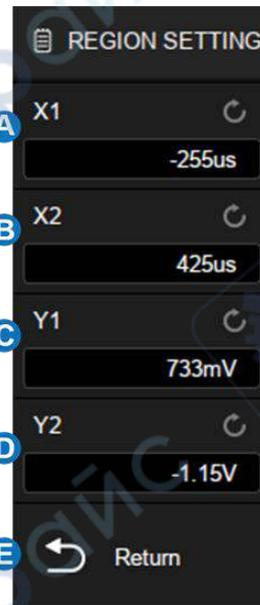 REGION SETTING
A
X1
-255us
B
X2
425us
C
Y1
733mV
D
Y2
-1.15V
E
Return